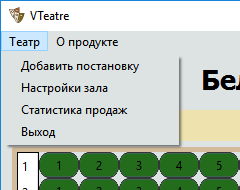 VTeatre
Театр О продукте
Добавить постановку
Настройки зала
Статистика продаж
Выход
1 1 2 3 4 5